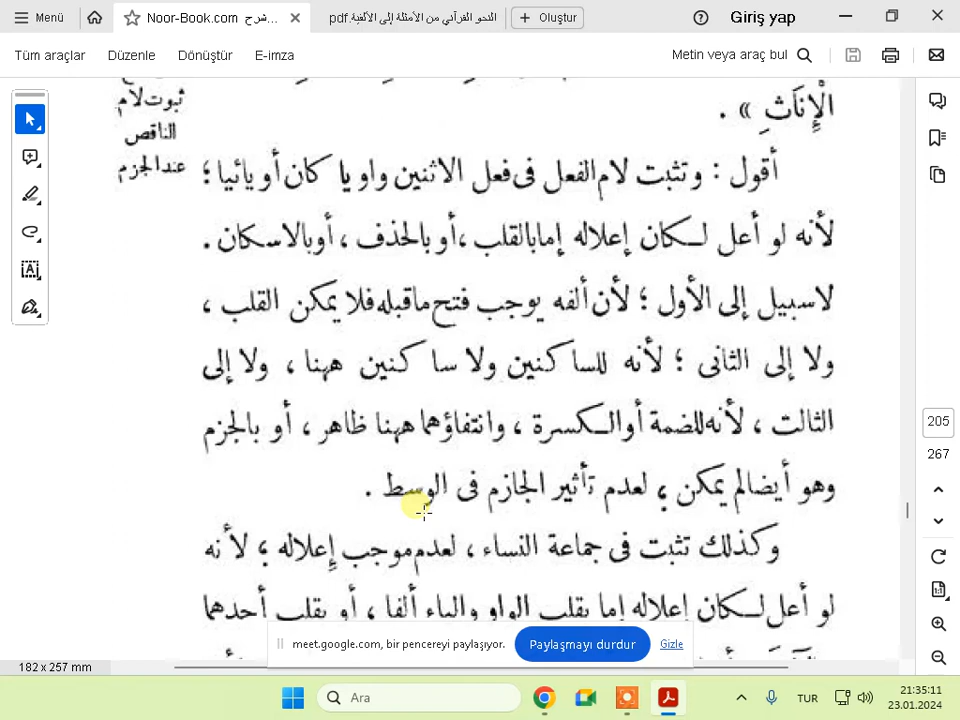 Menü
Noor-Book.com شرح...
النحو القرآني من الأمثلة إلى الألفية.pdf
Oluştur
Giriş yap
Tüm araçlar
Düzenle
Dönüştür
E-imza
Metin veya araç bul
ثبوت لام
الناقص
عند الجزم
الْإِنَاثِ » .
أقول : وتثبت لام الفعل فى فعل الاثنين واو يا كان أو يائيا ؛
لأنه لو أعل لكان إعلاله إما بالقلب ، أو بالحذف ، أو بالاسكان .
لاسبيل إلى الأول ؛ لأن ألفه يوجب فتح ماقبله فلا يمكن القلب ،
ولا إلى الثانى ؛ لأنه للساكنين ولا ساكنين ههنا ، ولا إلى
الثالت ، لأنه للضمة أو الكسرة ، وانتفاؤهما ههنا ظاهر ، أو بالجزم
وهو أيضا لم يمكن ؛ لعدم تأثير الجازم فى الوسط .
وكذلك تثبت فى جماعة النساء ، لعدم موجب إعلاله ؛ لأنه
لو أعل لكان إعلاله إما بقلب الواو والياء ألفا ، أو بقلب أحدهما
205
267
meet.google.com, bir pencereyi paylaşıyor.
Paylaşmayı durdur
Gizle
182 x 257 mm
Ara
TUR
21:35:11
23.01.2024